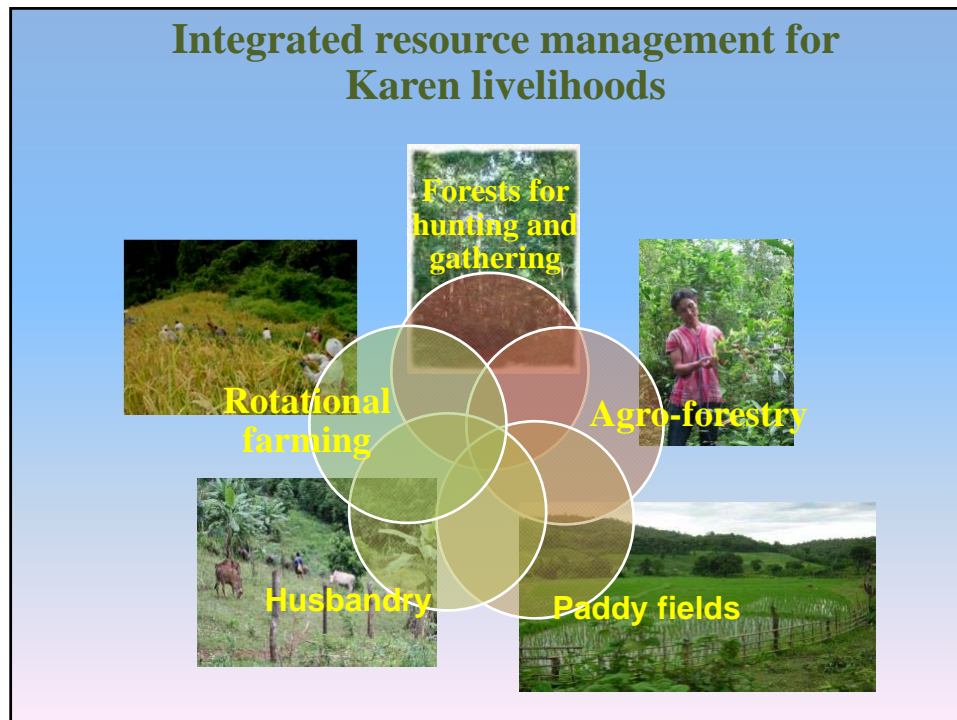 Integrated resource management for
Karen livelihoods
Forests for
hunting and
gathering
Rotational
farming
Agro-forestry
Husbandry
Paddy fields